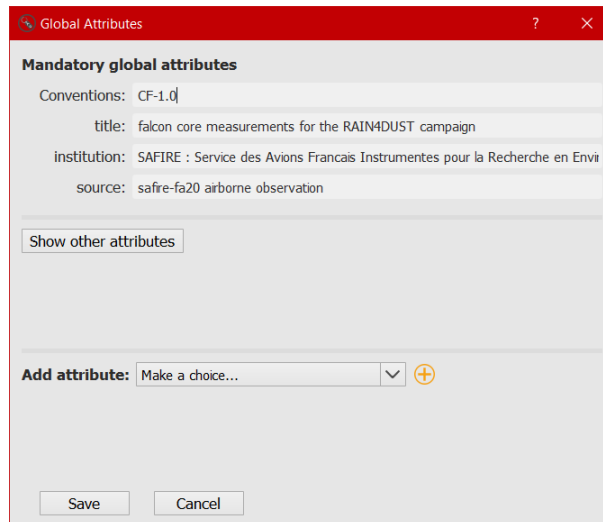 Global Attributes
Mandatory global attributes
Conventions: CF-1.0
title: falcon core measurements for the RAIN4DUST campaign
institution: SAFIRE : Service des Avions Francais Instrumentes pour la Recherche en Envir
source: safire-fa20 airborne observation
Show other attributes
Add attribute: Make a choice...
Save Cancel